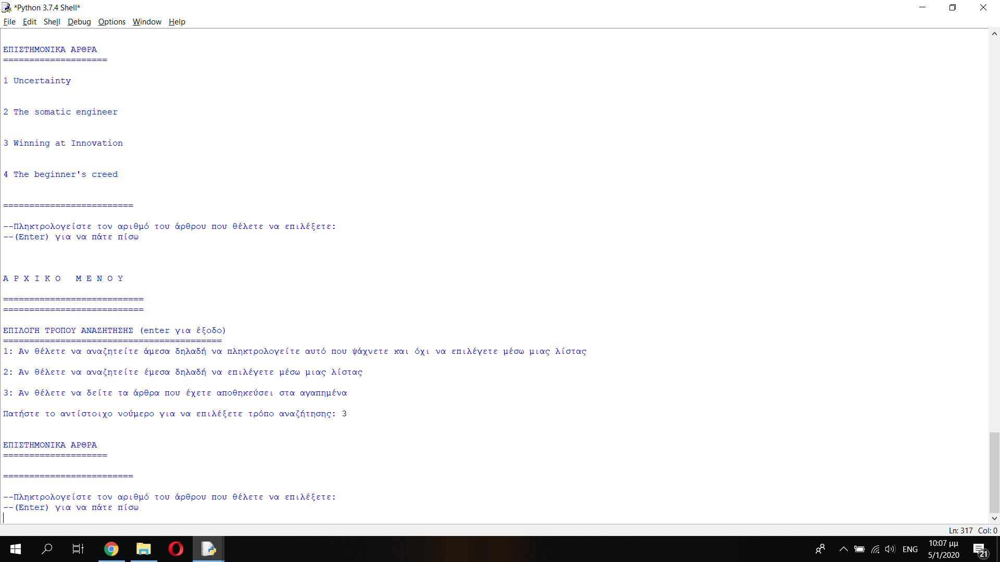 *Python 3.7.4 Shell*
File Edit Shell Debug Options Window Help
ΕΠΙΣΤΗΜΟΝΙΚΑ ΑΡΘΡΑ
====================
1 Uncertainty
2 The somatic engineer
3 Winning at Innovation
4 The beginner's creed
=========================
--Πληκτρολογείστε τον αριθμό του άρθρου που θέλετε να επιλέξετε:
--(Enter) για να πάτε πίσω
Α Ρ Χ Ι Κ Ο   Μ Ε Ν Ο Υ
===========================
===========================
ΕΠΙΛΟΓΗ ΤΡΟΠΟΥ ΑΝΑΖΗΤΗΣΗΣ (enter για έξοδο)
==========================================
1: Αν θέλετε να αναζητείτε άμεσα δηλαδή να πληκτρολογείτε αυτό που ψάχνετε και όχι να επιλέγετε μέσω μιας λίστας
2: Αν θέλετε να αναζητείτε έμεσα δηλαδή να επιλέγετε μέσω μιας λίστας
3: Αν θέλετε να δείτε τα άρθρα που έχετε αποθηκεύσει στα αγαπημένα
Πατήστε το αντίστοιχο νούμερο για να επιλέξετε τρόπο αναζήτησης: 3
ΕΠΙΣΤΗΜΟΝΙΚΑ ΑΡΘΡΑ
====================
=========================
--Πληκτρολογείστε τον αριθμό του άρθρου που θέλετε να επιλέξετε:
--(Enter) για να πάτε πίσω
Ln: 317 Col: 0
ENG
10:07 μμ
5/1/2020
21